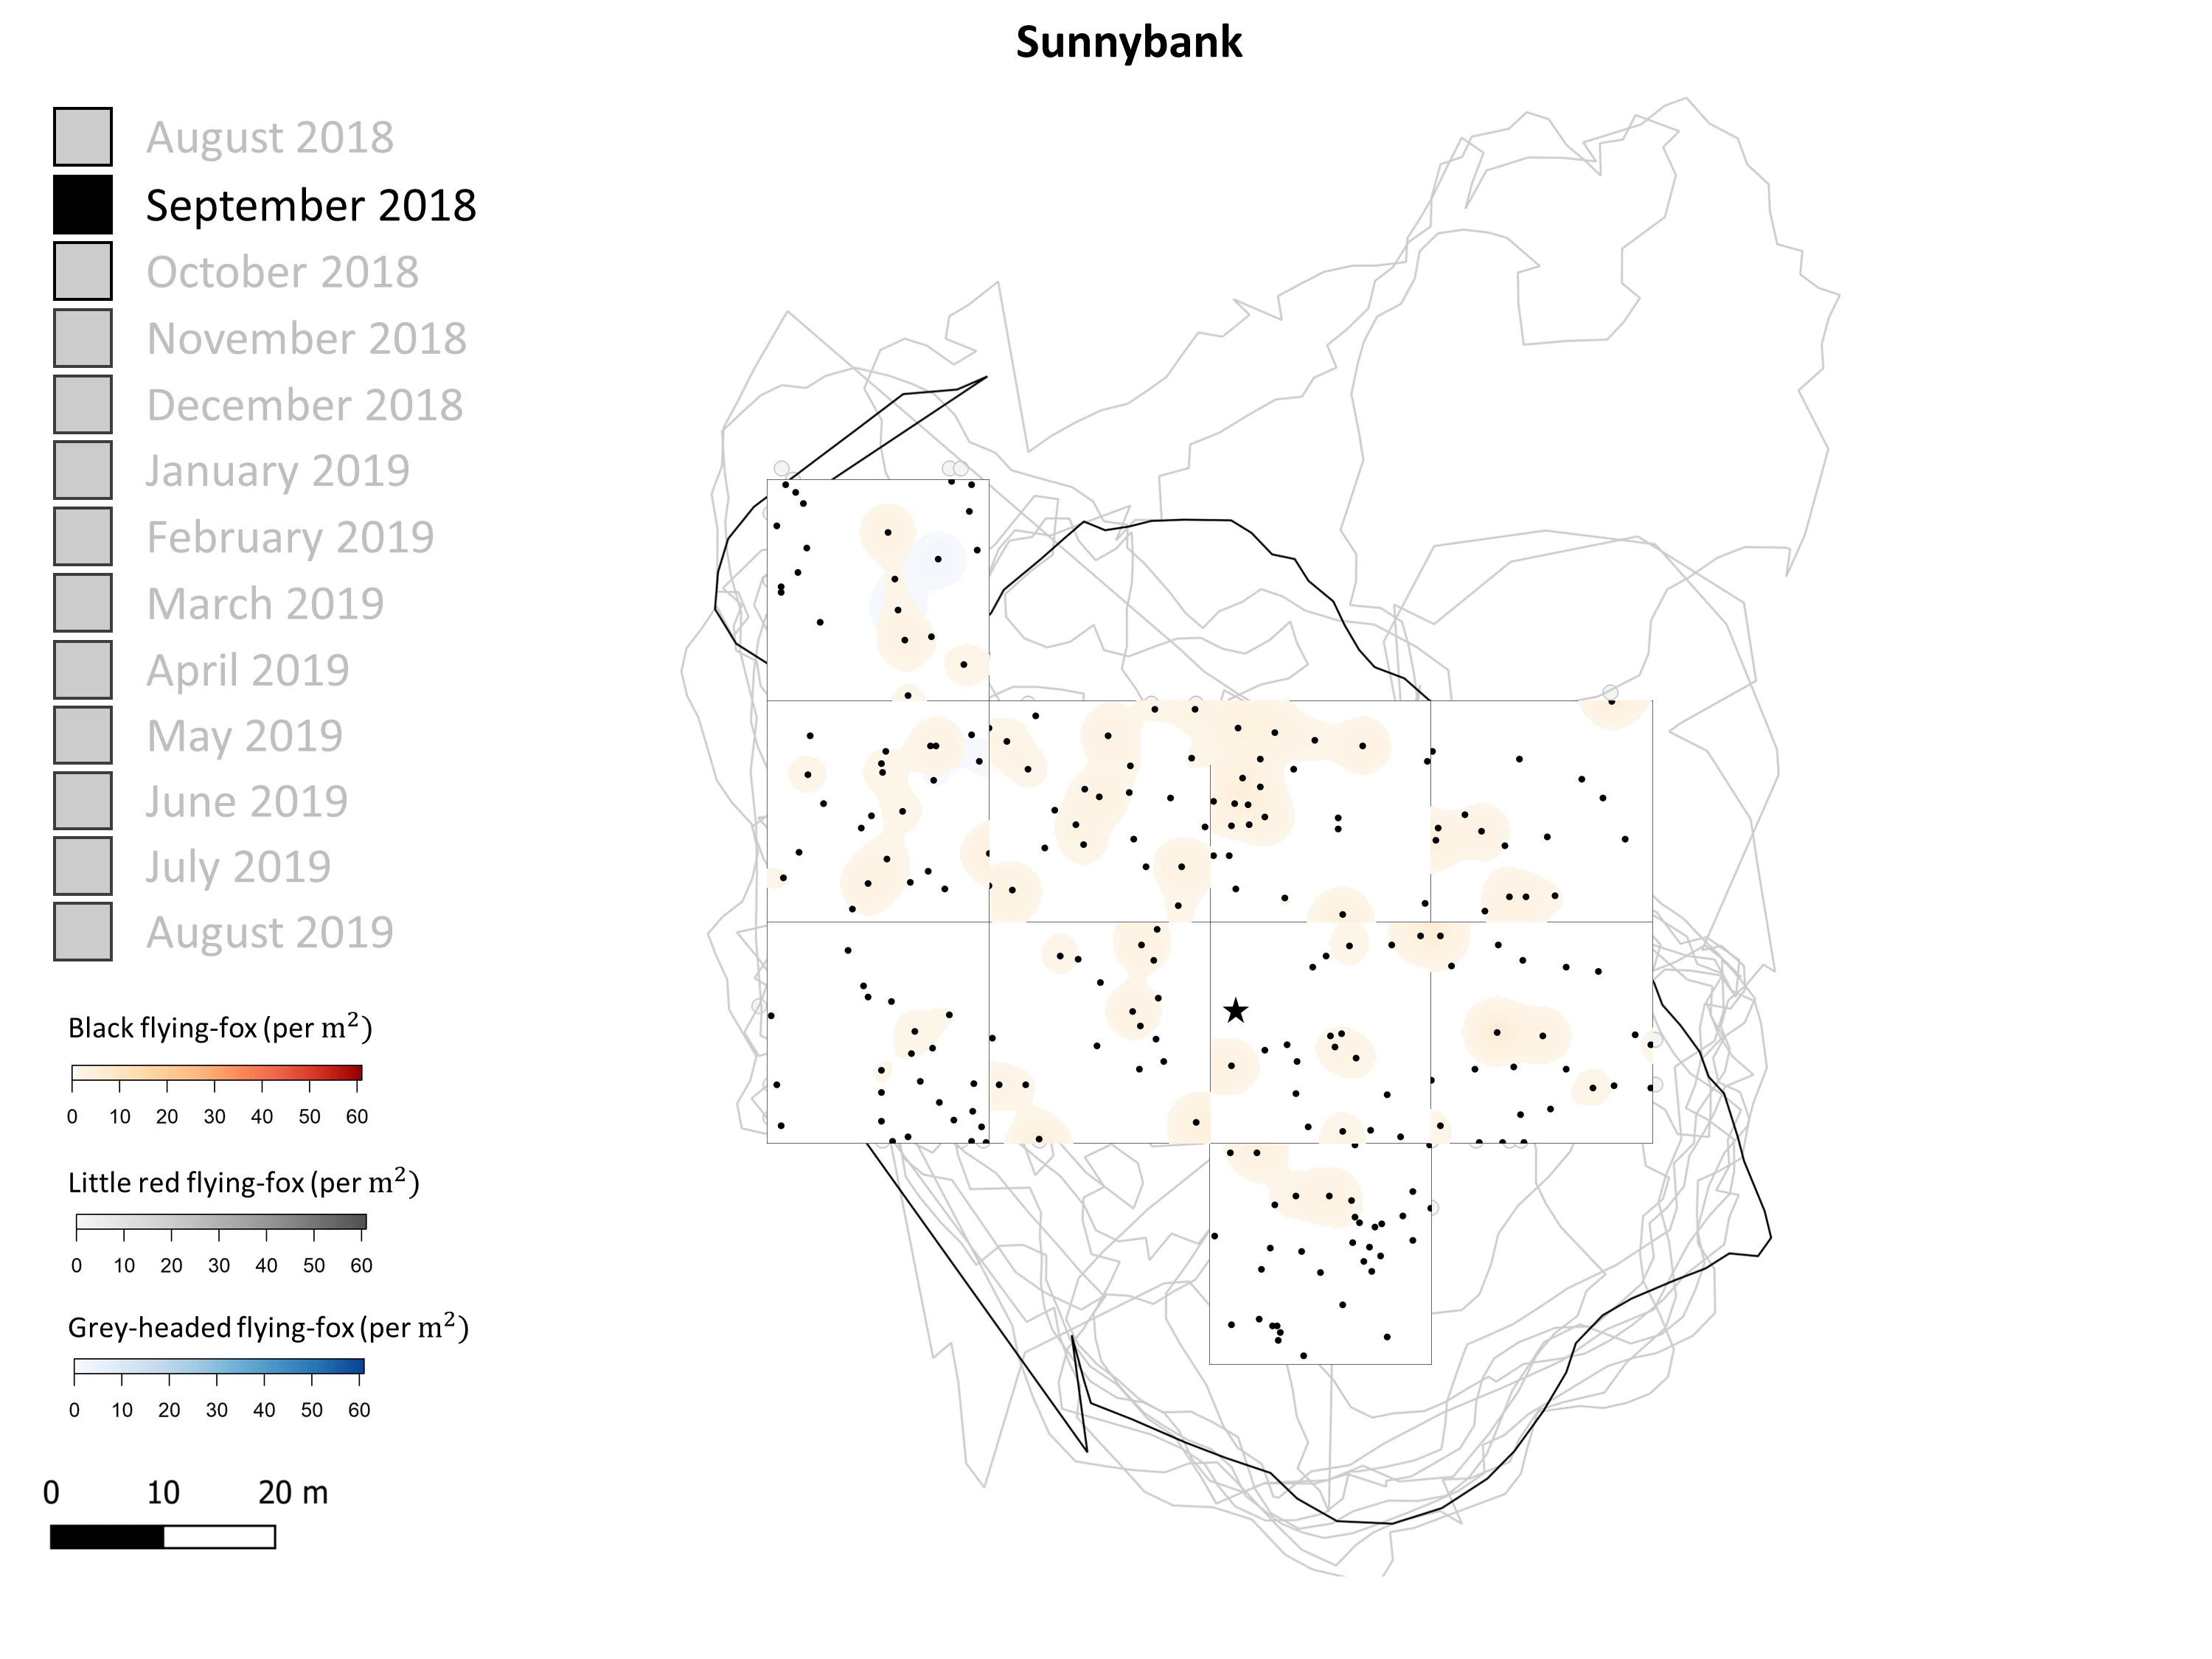 Sunnybank
August 2018
September 2018
October 2018
November 2018
December 2018
January 2019
February 2019
March 2019
April 2019
May 2019
June 2019
July 2019
August 2019
Black flying-fox (per m²)
0 10 20 30 40 50 60
Little red flying-fox (per m²)
0 10 20 30 40 50 60
Grey-headed flying-fox (per m²)
0 10 20 30 40 50 60
0 10 20 m